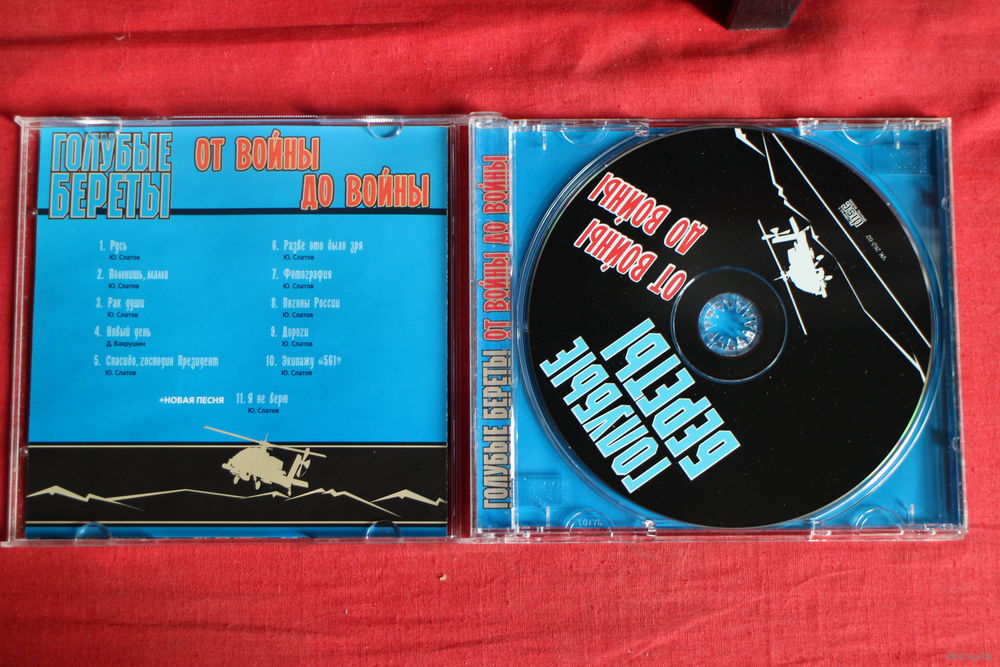 ГОЛУБЫЕ
БЕРЕТЫ
ОТ ВОЙНЫ
ДО ВОЙНЫ
1. Русь
Ю. Слатов
2. Помнишь, мама
Ю. Слатов
3. Рак души
Ю. Слатов
4. Новый день
Д. Вахрушин
5. Спасибо, господин Президент
Ю. Слатов
6. Разве это было зря
Ю. Слатов
7. Фотография
Ю. Слатов
8. Погоны России
Ю. Слатов
9. Дороги
Ю. Слатов
10. Экипажу «561»
Ю. Слатов
+НОВАЯ ПЕСНЯ 11. Я не верю
Ю. Слатов
ГОЛУБЫЕ БЕРЕТЫ ОТ ВОЙНЫ ДО ВОЙНЫ
ОТ ВОЙНЫ
ДО ВОЙНЫ
ГОЛУБЫЕ
БЕРЕТЫ